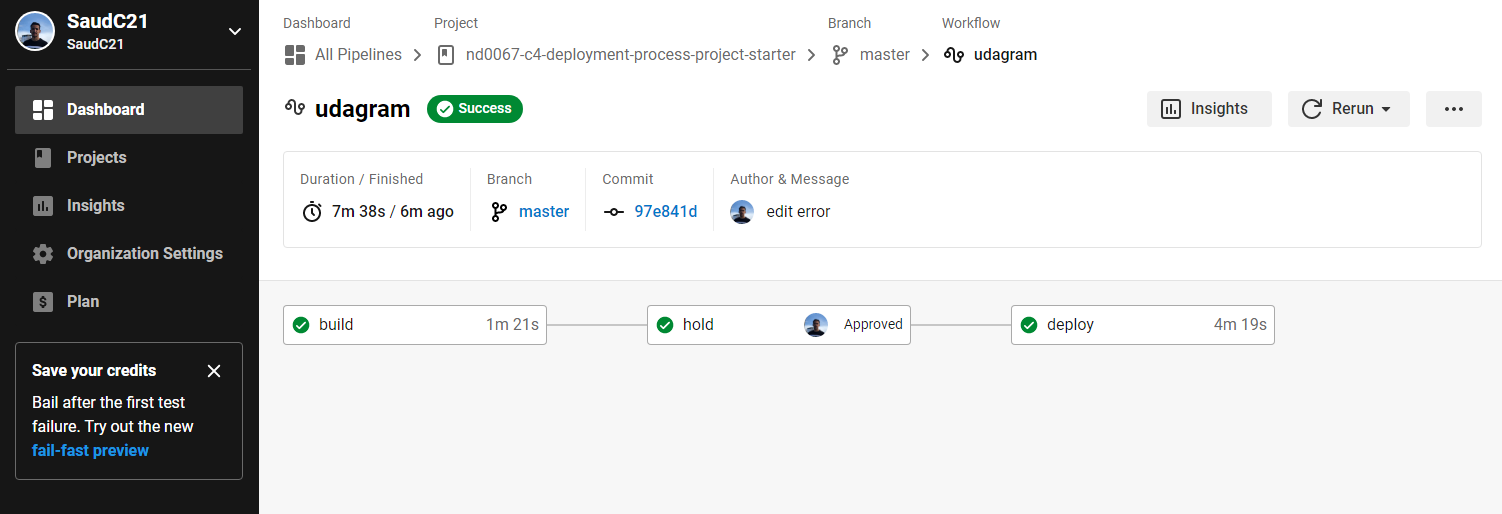 SaudC21
SaudC21
Dashboard
Projects
Insights
Organization Settings
Plan
Save your credits
Bail after the first test
failure. Try out the new
fail-fast preview
Dashboard Project Branch Workflow
All Pipelines nd0067-c4-deployment-process-project-starter master udagram
udagram Success Insights Rerun
Duration / Finished Branch Commit Author & Message
7m 38s / 6m ago master 97e841d edit error
build 1m 21s hold Approved deploy 4m 19s